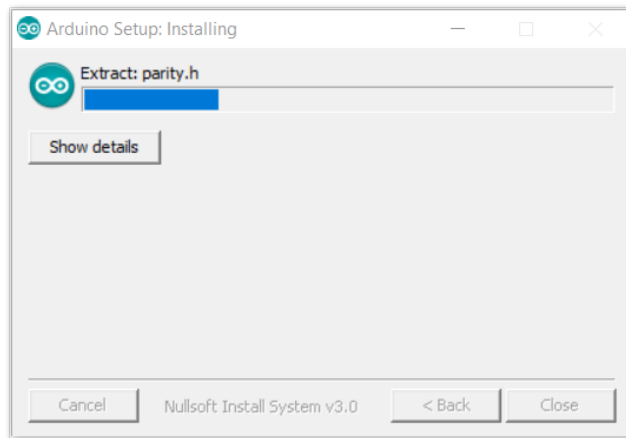 Arduino Setup: Installing
Extract: parity.h
Show details
Cancel Nullsoft Install System v3.0 < Back Close